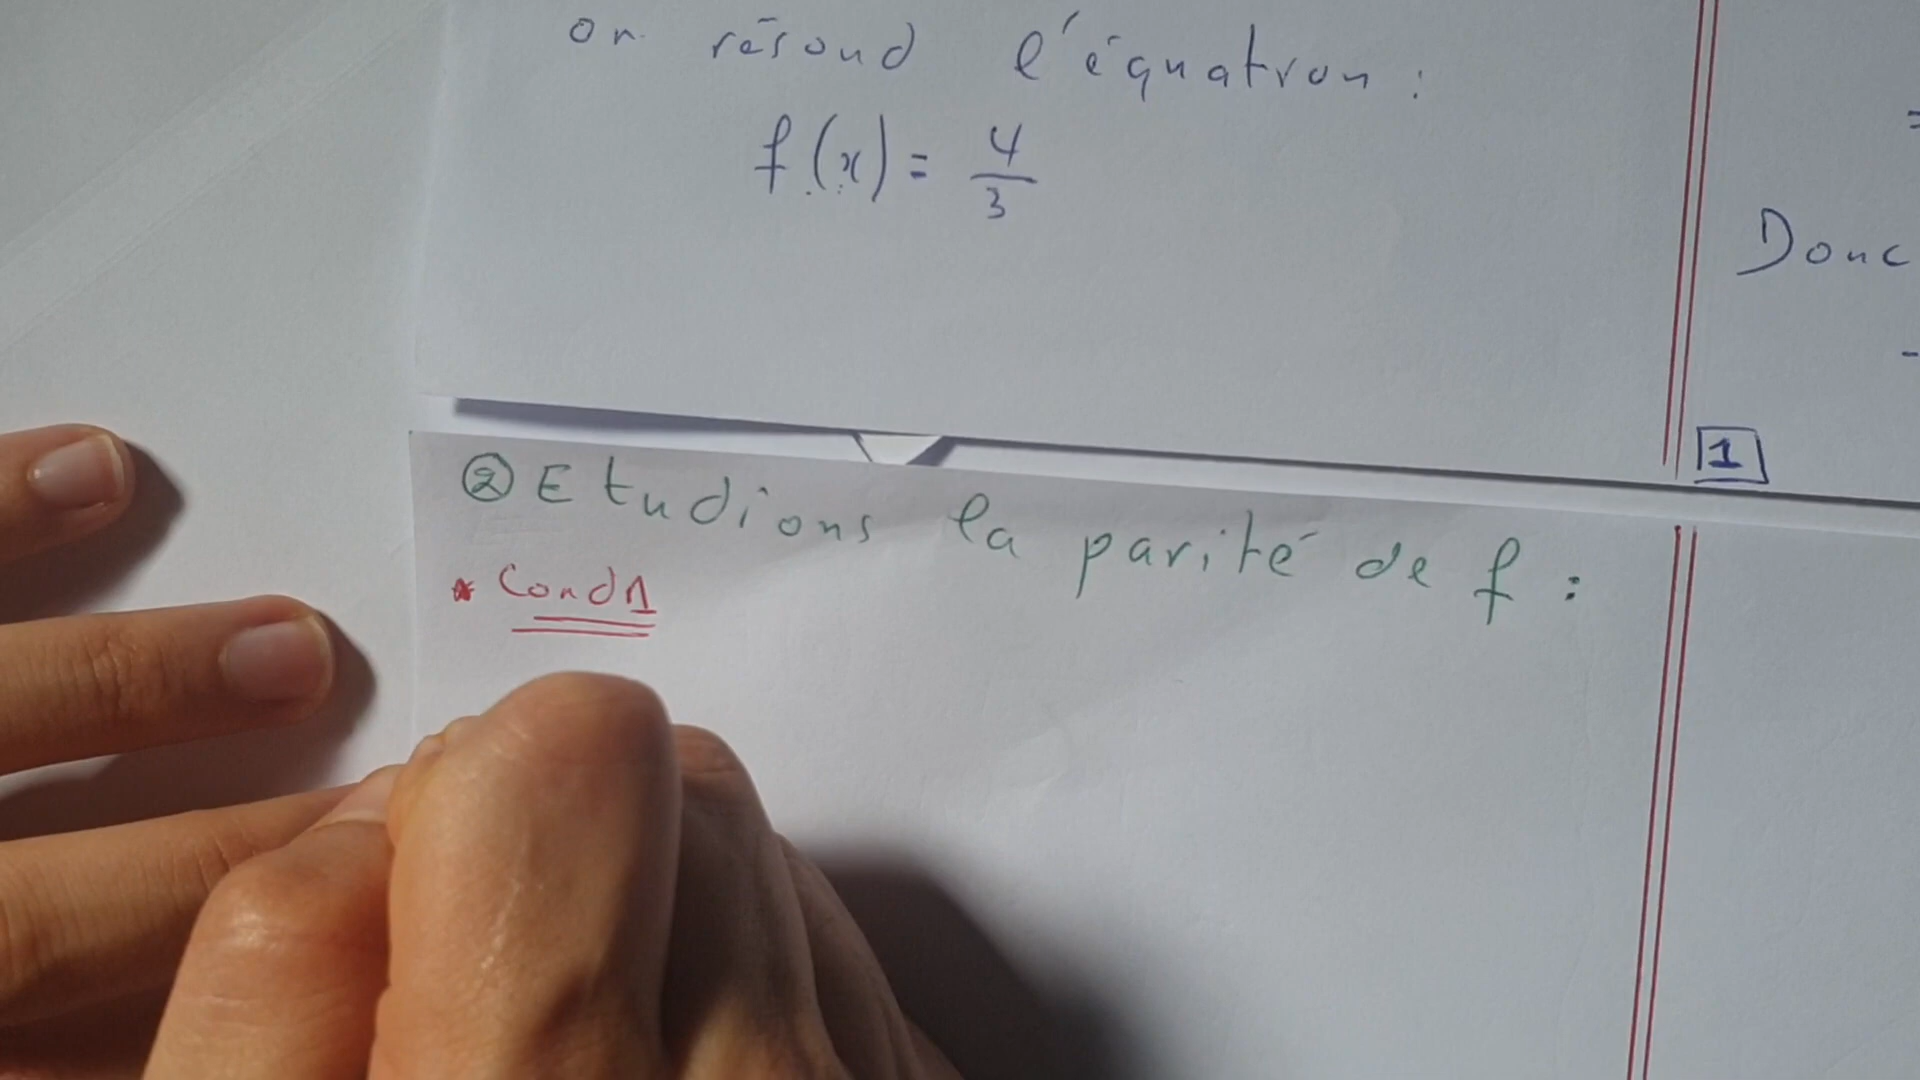 on résoud l'équation :
f(x) = 4/3
=
Donc
-
1
② Etudions la parité de f :
* Cond1